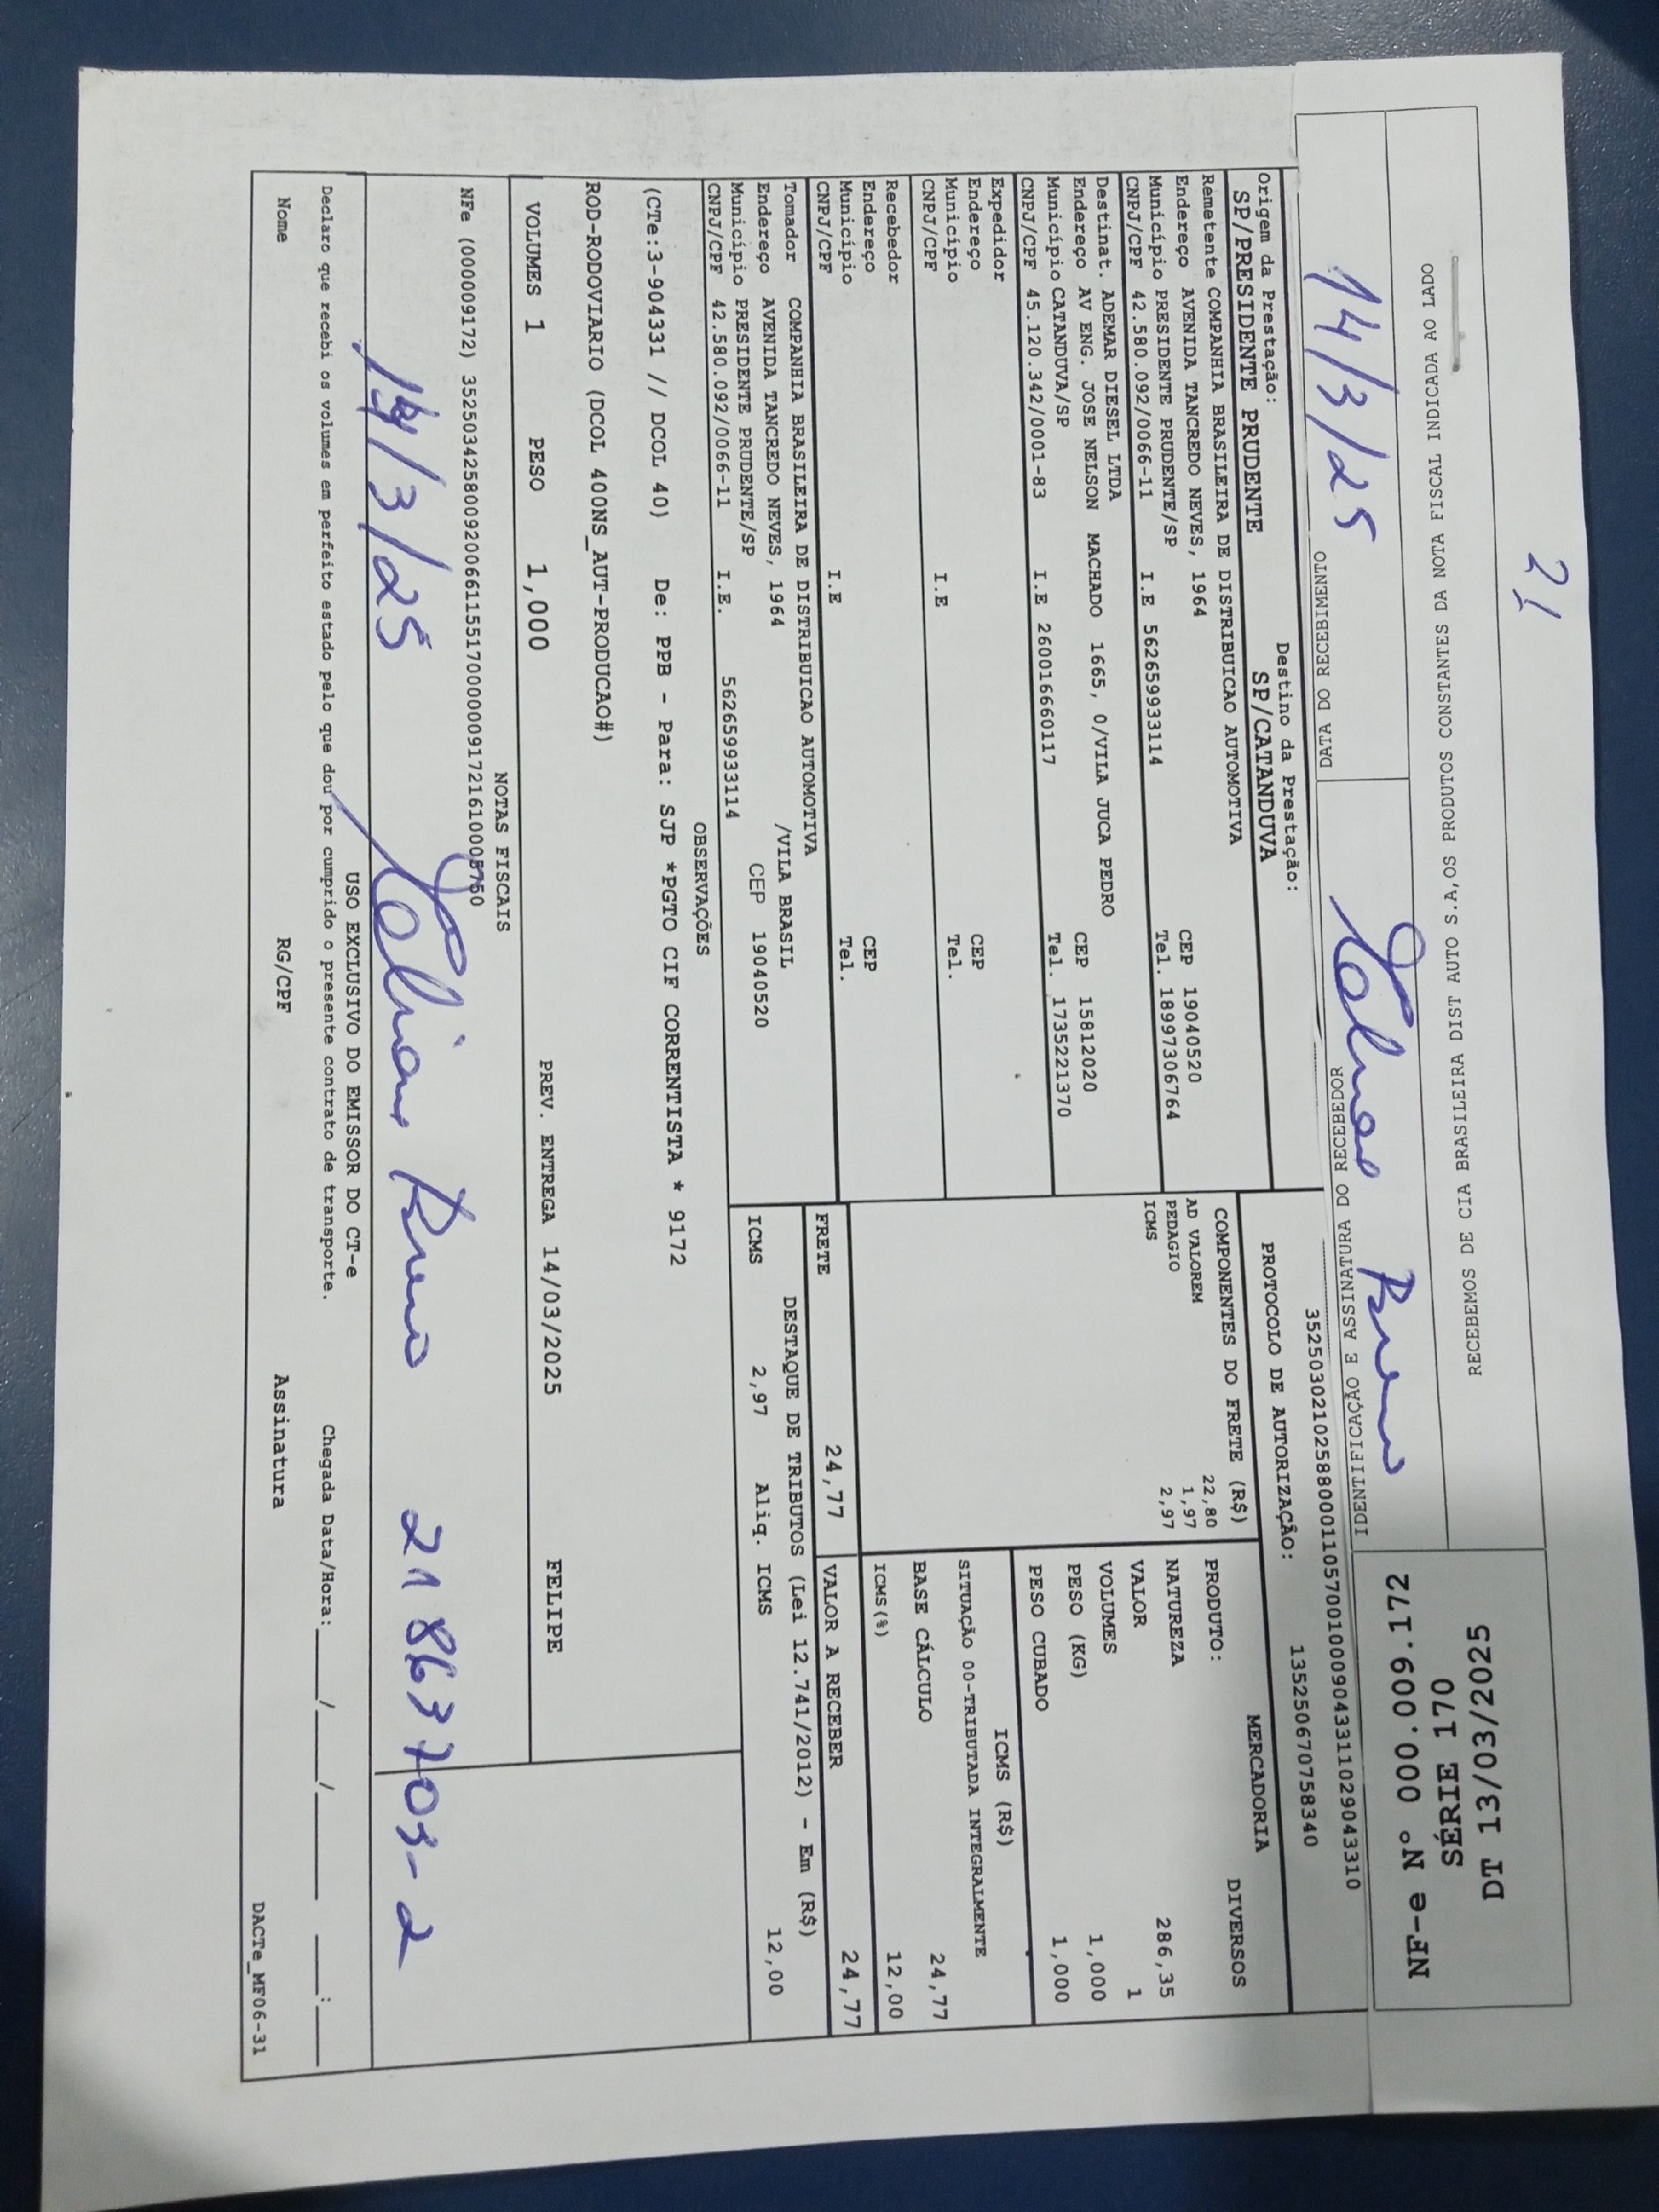 21
RECEBEMOS DE CIA BRASILEIRA DIST AUTO S.A,OS PRODUTOS CONSTANTES DA NOTA FISCAL INDICADA AO LADO
14/3/25
DATA DO RECEBIMENTO
IDENTIFICAÇÃO E ASSINATURA DO RECEBEDOR
DT 13/03/2025
SÉRIE 170
NF-e Nº 000.009.172
35250302102588000110570010009043311029043310
Origem da Prestação: Destino da Prestação:
SP/PRESIDENTE PRUDENTE SP/CATANDUVA
PROTOCOLO DE AUTORIZAÇÃO: 135250670758340
Remetente COMPANHIA BRASILEIRA DE DISTRIBUICAO AUTOMOTIVA
Endereço AVENIDA TANCREDO NEVES, 1964 CEP 19040520
Município PRESIDENTE PRUDENTE/SP Tel. 18997306764
CNPJ/CPF 42.580.092/0066-11 I.E 562659933114
Destinat. ADEMAR DIESEL LTDA
Endereço AV ENG. JOSE NELSON MACHADO 1665, 0/VILA JUCA PEDRO CEP 15812020
Município CATANDUVA/SP Tel. 1735221370
CNPJ/CPF 45.120.342/0001-83 I.E 260016660117
Expedidor
Endereço CEP
Município Tel.
CNPJ/CPF I.E
Recebedor
Endereço CEP
Município Tel.
CNPJ/CPF I.E
Tomador COMPANHIA BRASILEIRA DE DISTRIBUICAO AUTOMOTIVA
Endereço AVENIDA TANCREDO NEVES, 1964 /VILA BRASIL
Município PRESIDENTE PRUDENTE/SP CEP 19040520
CNPJ/CPF 42.580.092/0066-11 I.E. 562659933114
COMPONENTES DO FRETE (R$)
22,80
AD VALOREM 1,97
PEDAGIO 2,97
ICMS
MERCADORIA
PRODUTO: DIVERSOS
NATUREZA
VALOR 286,35
VOLUMES 1
PESO (KG) 1,000
PESO CUBADO 1,000
ICMS (R$)
SITUAÇÃO 00-TRIBUTADA INTEGRALMENTE
BASE CÁLCULO 24,77
ICMS(%) 12,00
FRETE 24,77 VALOR A RECEBER 24,77
DESTAQUE DE TRIBUTOS (Lei 12.741/2012) - Em (R$)
ICMS 2,97 Aliq. ICMS 12,00
OBSERVAÇÕES
(CTe:3-904331 // DCOL 40) De: PPB - Para: SJP *PGTO CIF CORRENTISTA * 9172
ROD-RODOVIARIO (DCOL 400NS_AUT-PRODUCAO#)
VOLUMES 1 PESO 1,000 PREV. ENTREGA 14/03/2025 FELIPE
NOTAS FISCAIS
NFe (000009172)
14/3/25 21863703-2
USO EXCLUSIVO DO EMISSOR DO CT-e
Declaro que recebi os volumes em perfeito estado pelo que dou por cumprido o presente contrato de transporte. Chegada Data/Hora: ____/____/____ ___:___
Nome RG/CPF Assinatura
DACTe_MF06-31